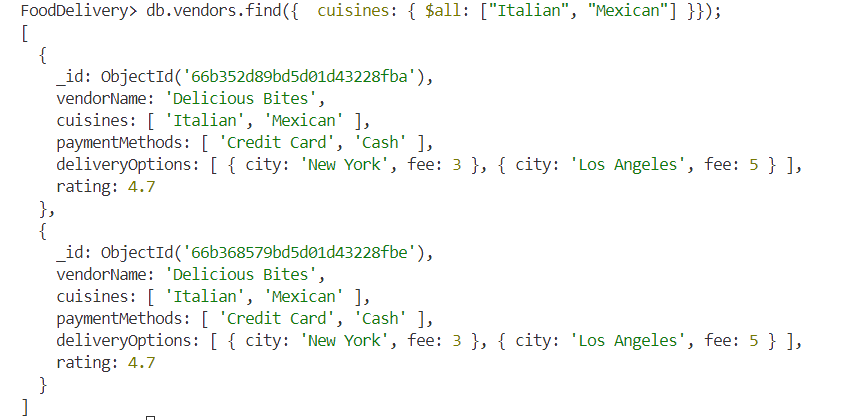 FoodDelivery> db.vendors.find({  cuisines: { $all: ["Italian", "Mexican"] }});
[
  {
    _id: ObjectId('66b352d89bd5d01d43228fba'),
    vendorName: 'Delicious Bites',
    cuisines: [ 'Italian', 'Mexican' ],
    paymentMethods: [ 'Credit Card', 'Cash' ],
    deliveryOptions: [ { city: 'New York', fee: 3 }, { city: 'Los Angeles', fee: 5 } ],
    rating: 4.7
  },
  {
    _id: ObjectId('66b368579bd5d01d43228fbe'),
    vendorName: 'Delicious Bites',
    cuisines: [ 'Italian', 'Mexican' ],
    paymentMethods: [ 'Credit Card', 'Cash' ],
    deliveryOptions: [ { city: 'New York', fee: 3 }, { city: 'Los Angeles', fee: 5 } ],
    rating: 4.7
  }
]